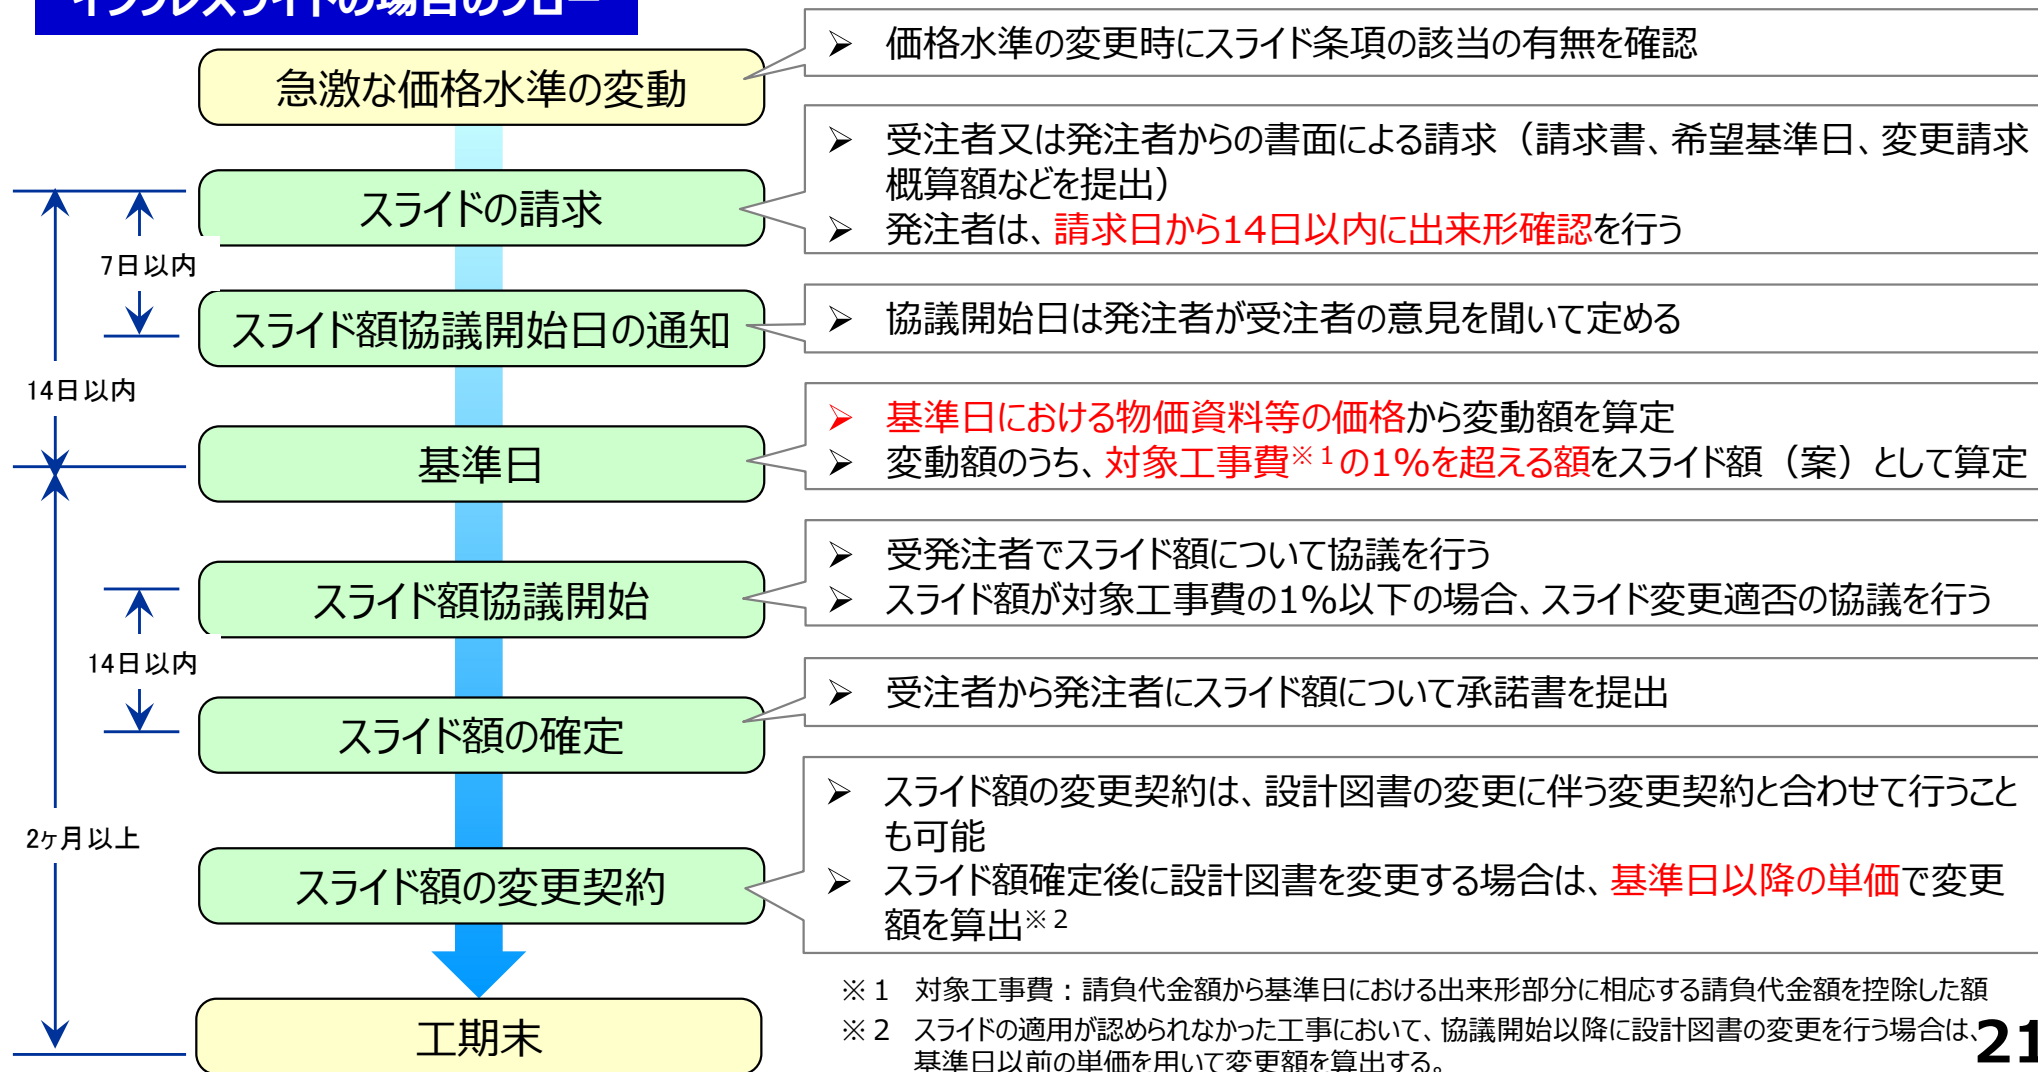 インフレスライドの場合のフロー
急激な価格水準の変動
➢ 価格水準の変更時にスライド条項の該当の有無を確認
スライドの請求
➢ 受注者又は発注者からの書面による請求（請求書、希望基準日、変更請求
概算額などを提出）
➢ 発注者は、請求日から14日以内に出来形確認を行う
7日以内
スライド額協議開始日の通知
➢ 協議開始日は発注者が受注者の意見を聞いて定める
14日以内
基準日
➢ 基準日における物価資料等の価格から変動額を算定
➢ 変動額のうち、対象工事費※1の1%を超える額をスライド額（案）として算定
スライド額協議開始
➢ 受発注者でスライド額について協議を行う
➢ スライド額が対象工事費の1%以下の場合、スライド変更適否の協議を行う
14日以内
スライド額の確定
➢ 受注者から発注者にスライド額について承諾書を提出
2ヶ月以上
スライド額の変更契約
➢ スライド額の変更契約は、設計図書の変更に伴う変更契約と合わせて行うこと
も可能
➢ スライド額確定後に設計図書を変更する場合は、基準日以降の単価で変更
額を算出※2
工期末
※1 対象工事費：請負代金額から基準日における出来形部分に相応する請負代金額を控除した額
※2 スライドの適用が認められなかった工事において、協議開始以降に設計図書の変更を行う場合は、
基準日以前の単価を用いて変更額を算出する。
21